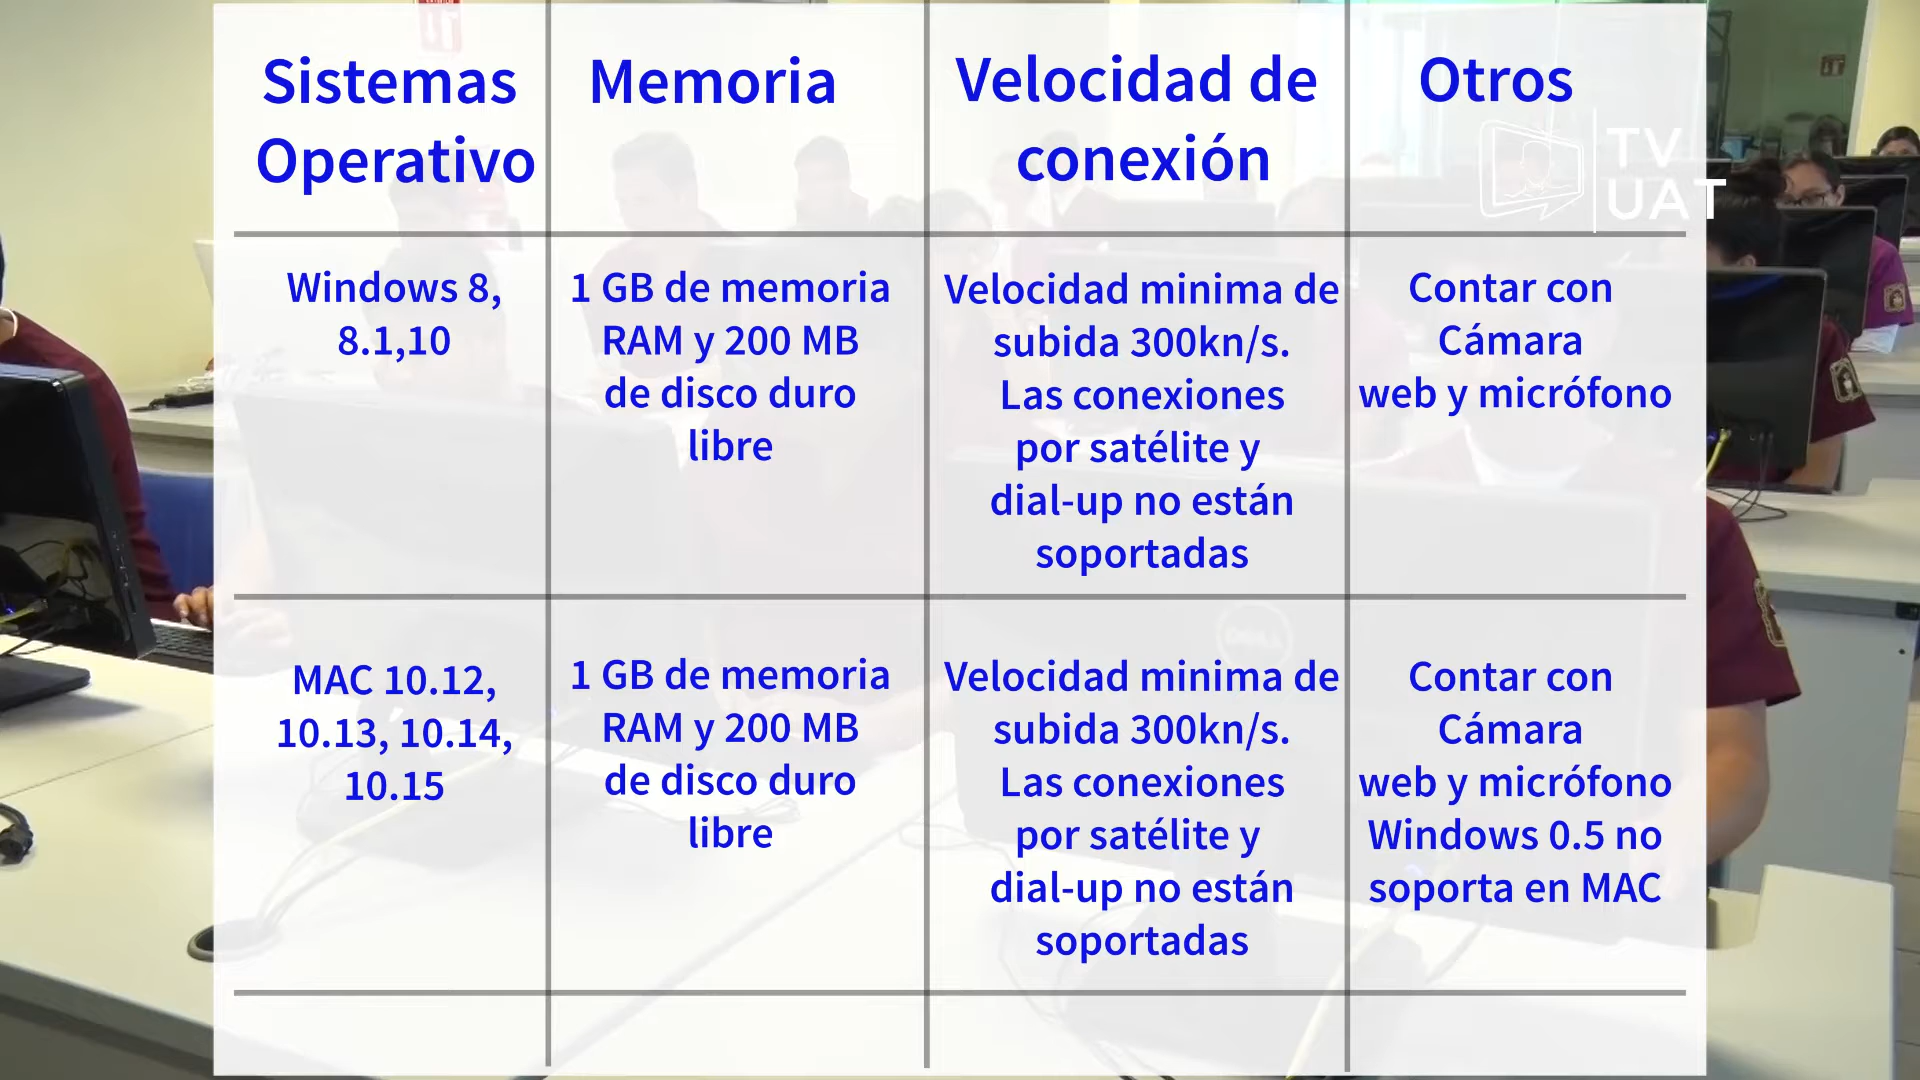 Sistemas
Operativo
Memoria
Velocidad de
conexión
Otros
TV
UAT
Windows 8,
8.1,10
1 GB de memoria
RAM y 200 MB
de disco duro
libre
Velocidad minima de
subida 300kn/s.
Las conexiones
por satélite y
dial-up no están
soportadas
Contar con
Cámara
web y micrófono
MAC 10.12,
10.13, 10.14,
10.15
1 GB de memoria
RAM y 200 MB
de disco duro
libre
Velocidad minima de
subida 300kn/s.
Las conexiones
por satélite y
dial-up no están
soportadas
Contar con
Cámara
web y micrófono
Windows 0.5 no
soporta en MAC
DELL